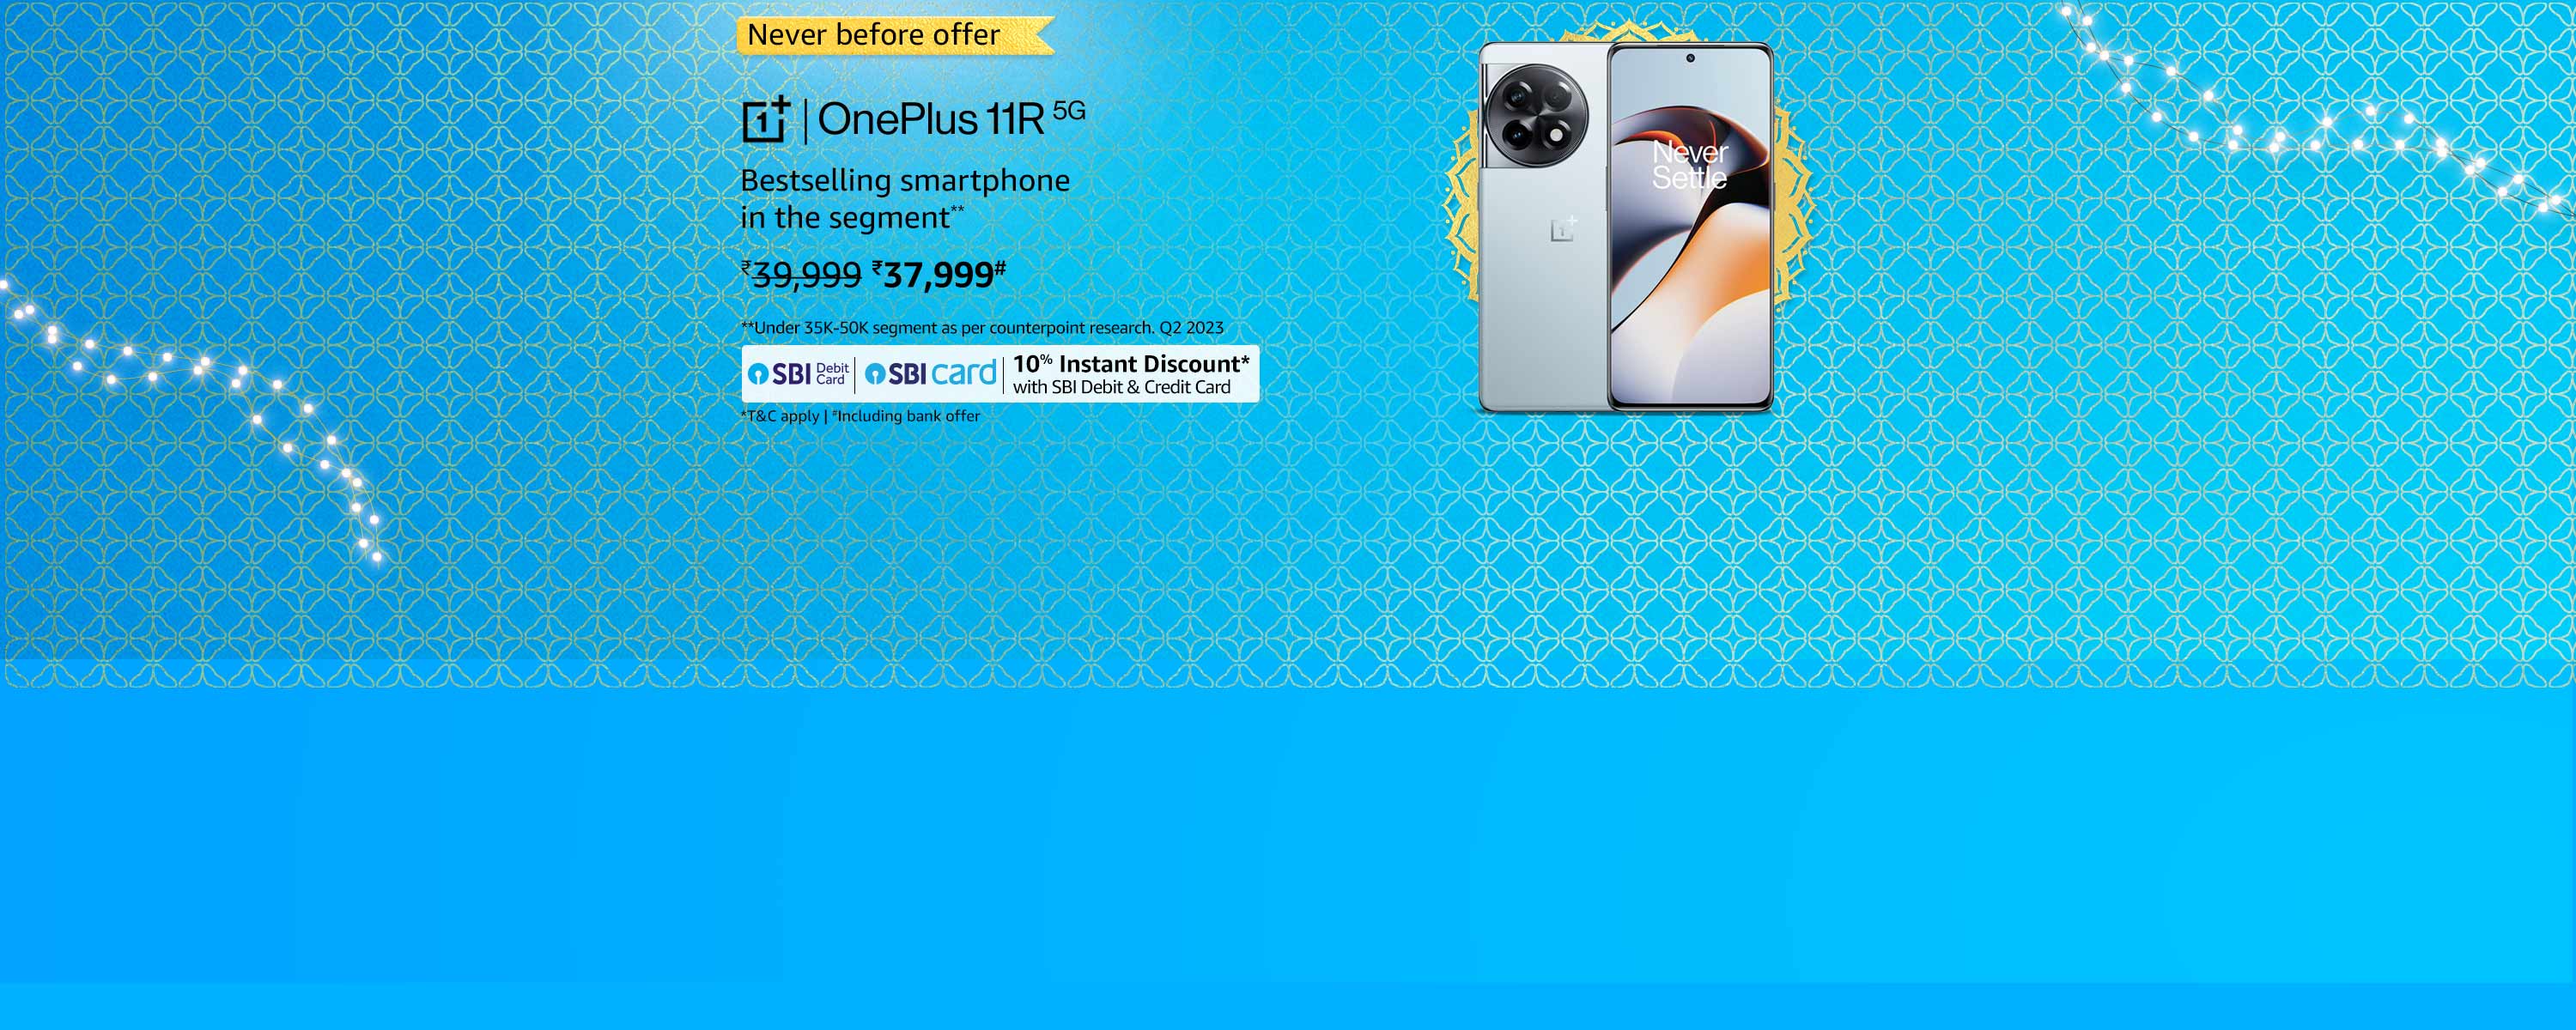 Never before offer
1+ | OnePlus 11R 5G
Bestselling smartphone
in the segment**
₹39,999 ₹37,999#
**Under 35K-50K segment as per counterpoint research. Q2 2023
SBI Debit Card | SBI card | 10% Instant Discount*
with SBI Debit & Credit Card
*T&C apply | #Including bank offer
Never
Settle